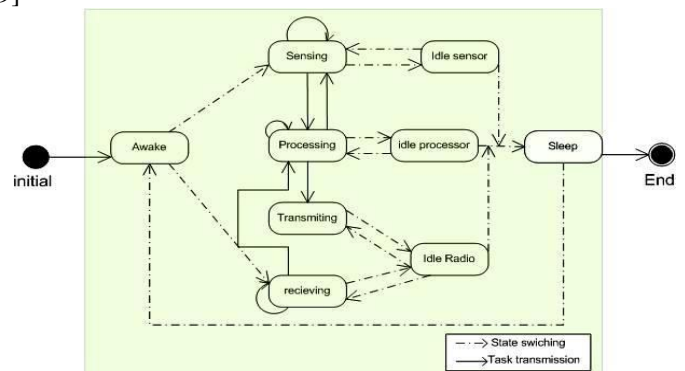 Sensing
Idle sensor
Awake
Processing
idle processor
Sleep
initial
End
Transmiting
Idle Radio
recieving
State swiching
Task transmission